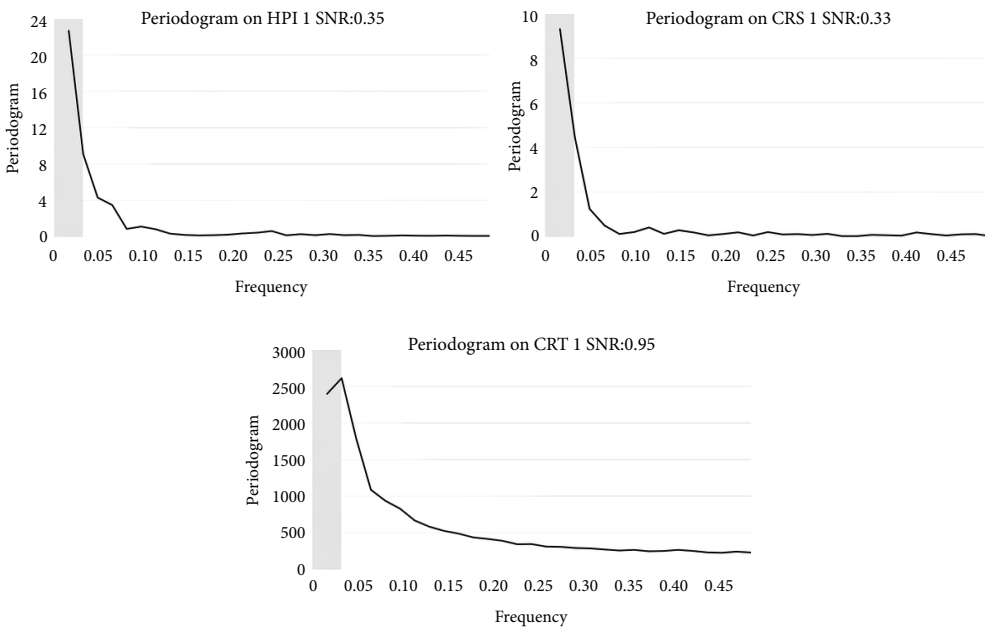 Periodogram on HPI 1 SNR:0.35
24
20
16
12
8
4
0
Periodogram
0 0.05 0.10 0.15 0.20 0.25 0.30 0.35 0.40 0.45
Frequency
Periodogram on CRS 1 SNR:0.33
10
8
6
4
2
0
Periodogram
0 0.05 0.10 0.15 0.20 0.25 0.30 0.35 0.40 0.45
Frequency
Periodogram on CRT 1 SNR:0.95
3000
2500
2000
1500
1000
500
0
Periodogram
0 0.05 0.10 0.15 0.20 0.25 0.30 0.35 0.40 0.45
Frequency